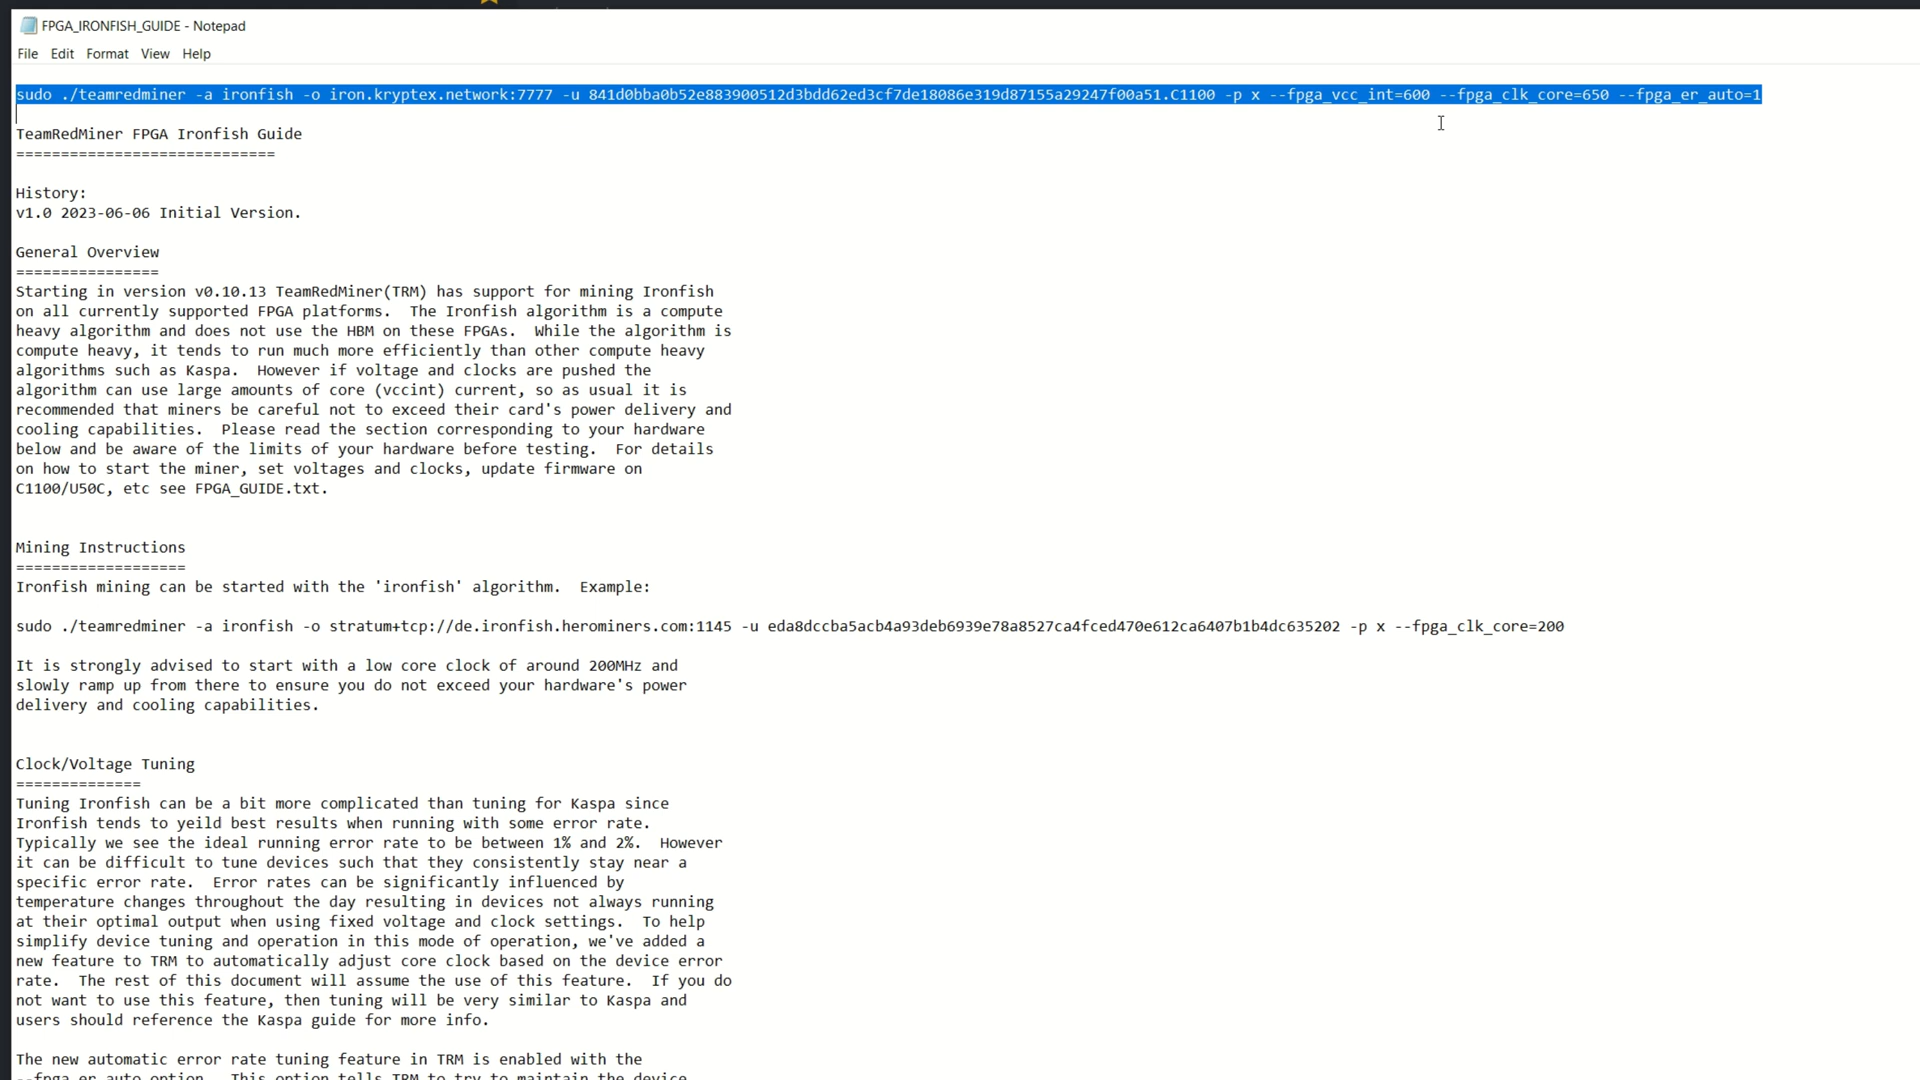 FPGA_IRONFISH_GUIDE - Notepad
File Edit Format View Help
sudo ./teamredminer -a ironfish -o iron.kryptex.network:7777 -u 841d0bba0b52e883900512d3bdd62ed3cf7de18086e319d87155a29247f00a51.C1100 -p x --fpga_vcc_int=600 --fpga_clk_core=650 --fpga_er_auto=1
TeamRedMiner FPGA Ironfish Guide
=============================
History:
v1.0 2023-06-06 Initial Version.
General Overview
================
Starting in version v0.10.13 TeamRedMiner(TRM) has support for mining Ironfish
on all currently supported FPGA platforms.  The Ironfish algorithm is a compute
heavy algorithm and does not use the HBM on these FPGAs.  While the algorithm is
compute heavy, it tends to run much more efficiently than other compute heavy
algorithms such as Kaspa.  However if voltage and clocks are pushed the
algorithm can use large amounts of core (vccint) current, so as usual it is
recommended that miners be careful not to exceed their card's power delivery and
cooling capabilities.  Please read the section corresponding to your hardware
below and be aware of the limits of your hardware before testing.  For details
on how to start the miner, set voltages and clocks, update firmware on
C1100/U50C, etc see FPGA_GUIDE.txt.
Mining Instructions
===================
Ironfish mining can be started with the 'ironfish' algorithm.  Example:
sudo ./teamredminer -a ironfish -o stratum+tcp://de.ironfish.herominers.com:1145 -u eda8dccba5acb4a93deb6939e78a8527ca4fced470e612ca6407b1b4dc635202 -p x --fpga_clk_core=200
It is strongly advised to start with a low core clock of around 200MHz and
slowly ramp up from there to ensure you do not exceed your hardware's power
delivery and cooling capabilities.
Clock/Voltage Tuning
==============
Tuning Ironfish can be a bit more complicated than tuning for Kaspa since
Ironfish tends to yeild best results when running with some error rate.
Typically we see the ideal running error rate to be between 1% and 2%.  However
it can be difficult to tune devices such that they consistently stay near a
specific error rate.  Error rates can be significantly influenced by
temperature changes throughout the day resulting in devices not always running
at their optimal output when using fixed voltage and clock settings.  To help
simplify device tuning and operation in this mode of operation, we've added a
new feature to TRM to automatically adjust core clock based on the device error
rate.  The rest of this document will assume the use of this feature.  If you do
not want to use this feature, then tuning will be very similar to Kaspa and
users should reference the Kaspa guide for more info.
The new automatic error rate tuning feature in TRM is enabled with the
--fpga_er_auto option.  This option tells TRM to try to maintain the device